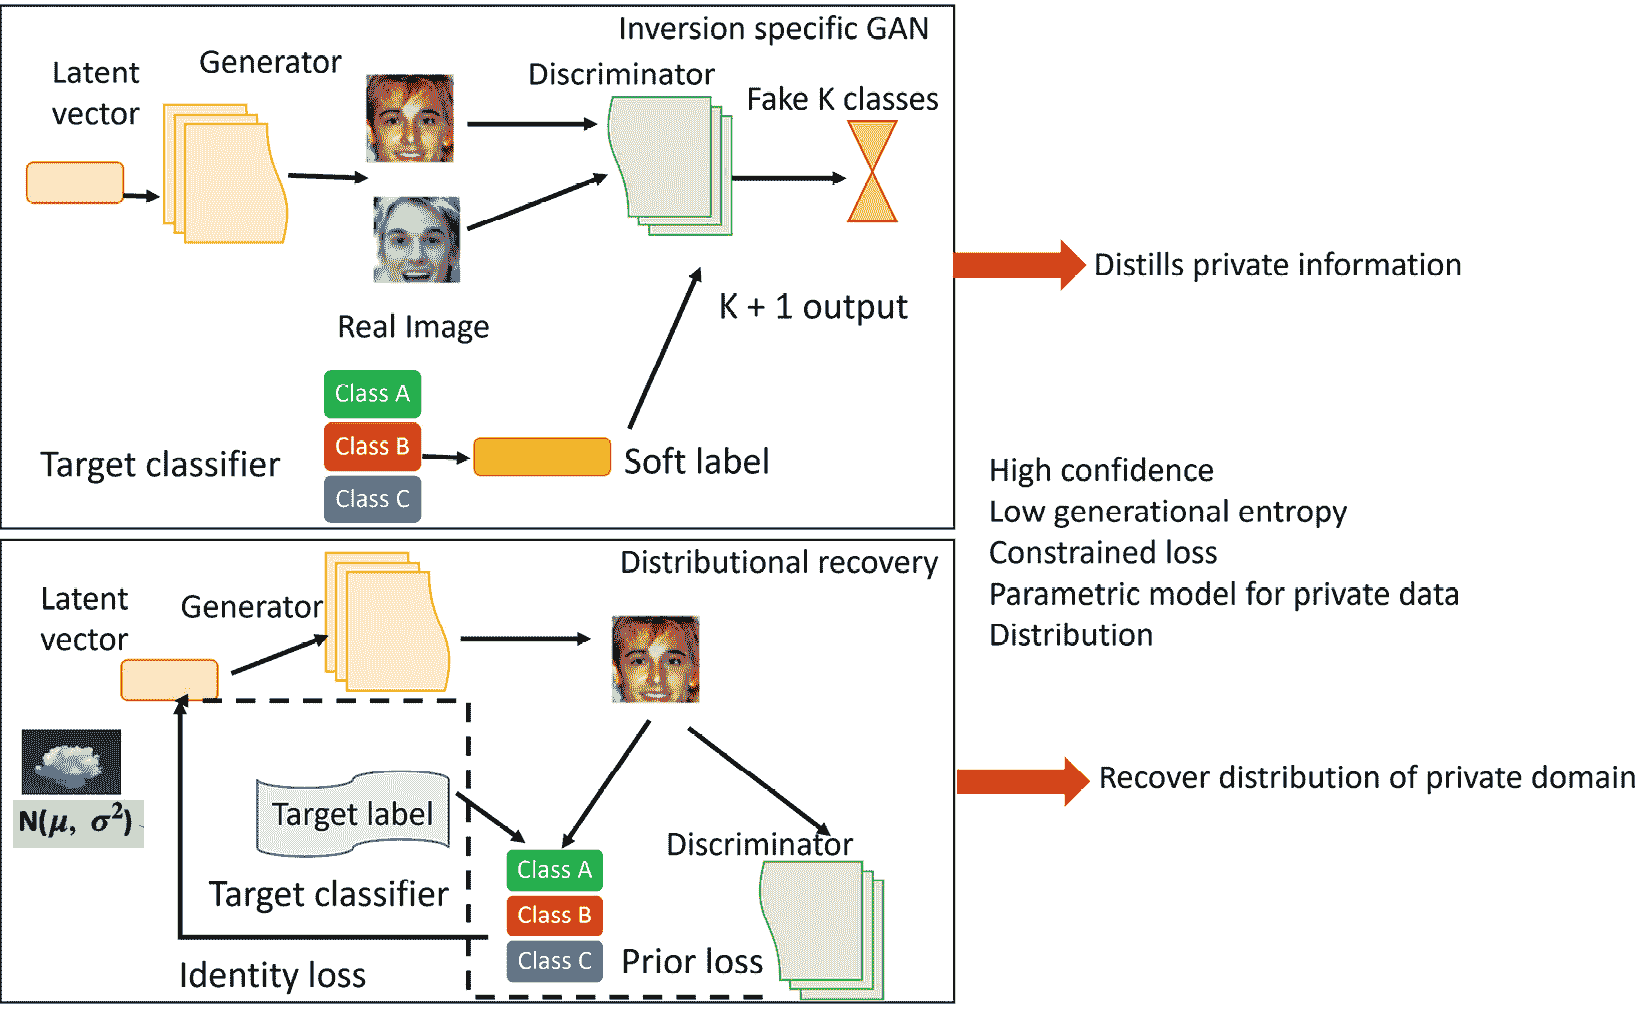 Inversion specific GAN
Latent
vector
Generator
Discriminator
Fake K classes
Real Image
K + 1 output
Class A
Class B
Class C
Target classifier
Soft label
Distills private information
High confidence
Low generational entropy
Constrained loss
Parametric model for private data
Distribution
Distributional recovery
Latent
vector
Generator
N(μ, σ²)
Target label
Target classifier
Class A
Class B
Class C
Discriminator
Identity loss
Prior loss
Recover distribution of private domain